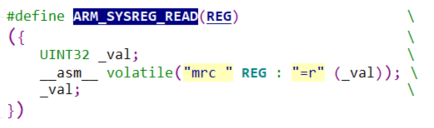 #define ARM_SYSREG_READ(REG) \
({ \
UINT32 _val; \
__asm__ volatile("mrc " REG : "=r" (_val)); \
_val; \
})